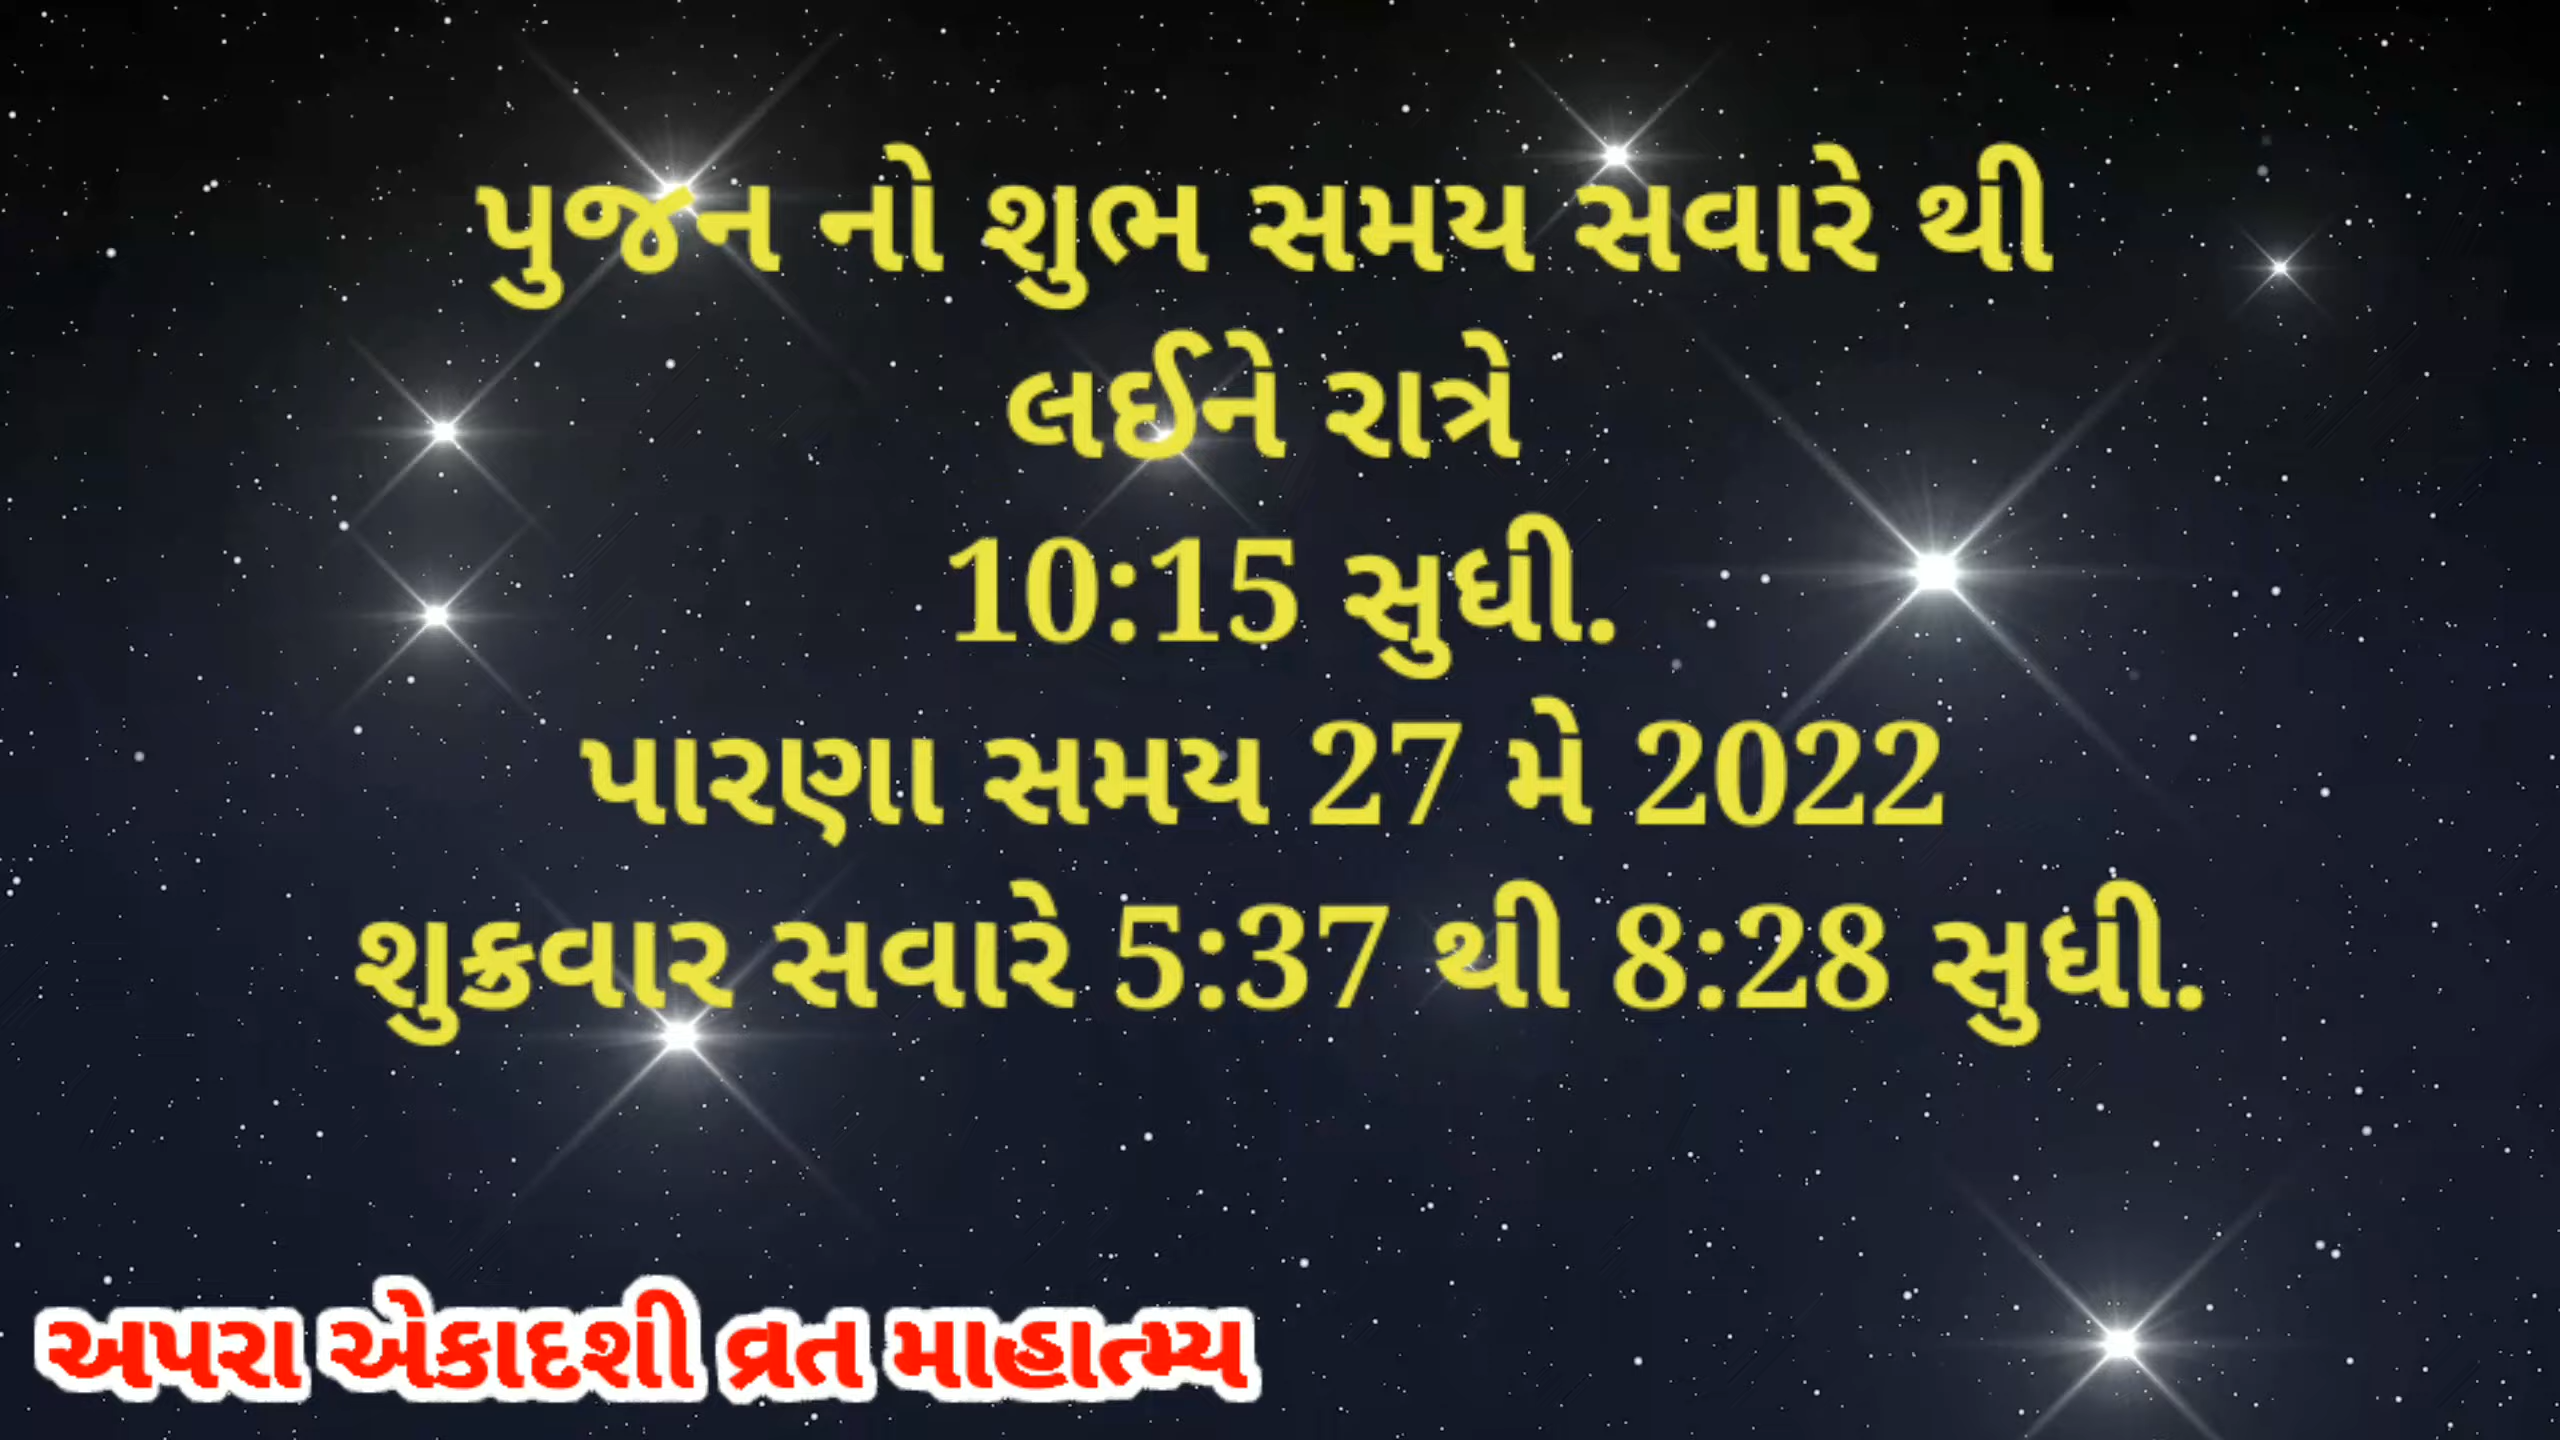 પુજન નો શુભ સમય સવારે થી
લઈને રાત્રે
10:15 સુધી.
પારણા સમય 27 મે 2022
શુક્રવાર સવારે 5:37 થી 8:28 સુધી.
અપરા એકાદશી વ્રત માહાત્મ્ય